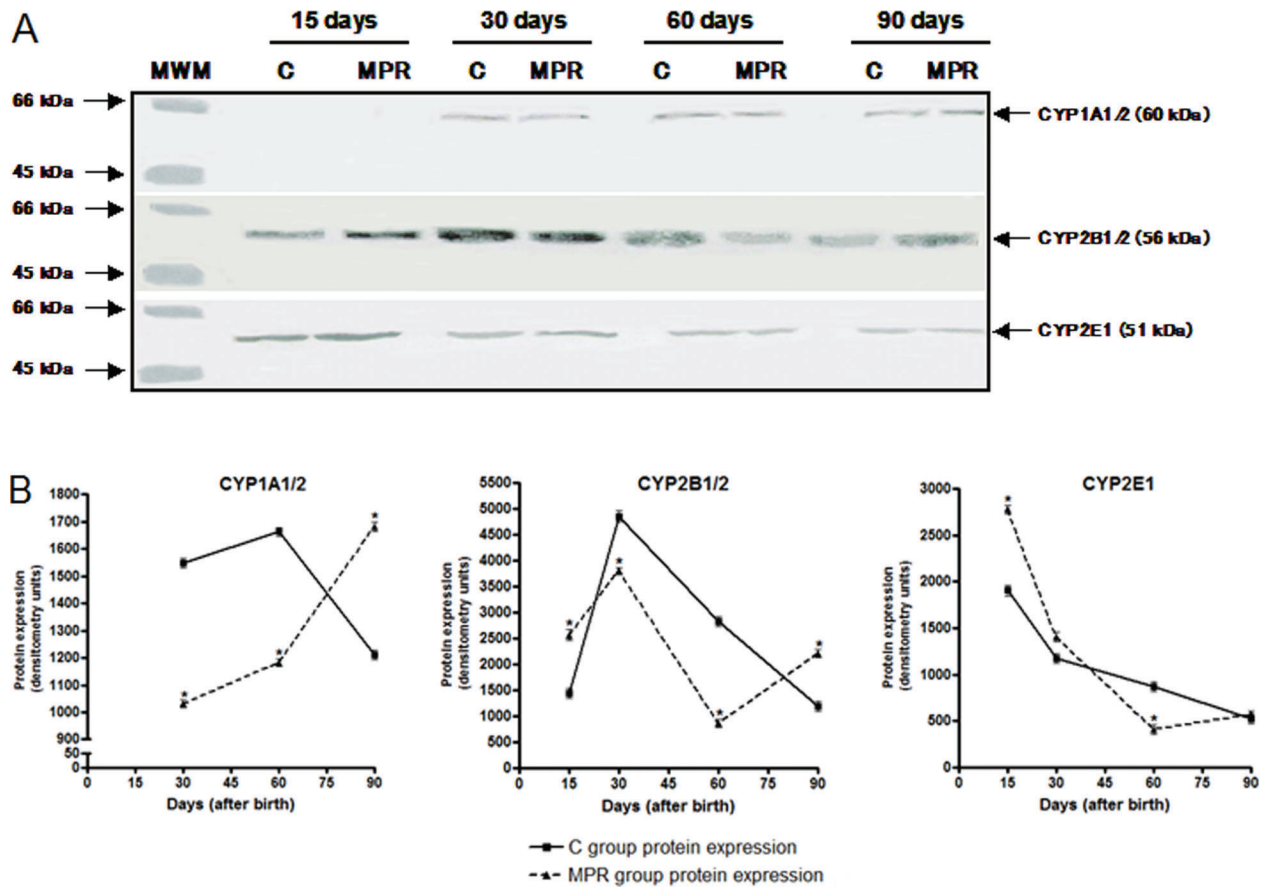 A
15 days 30 days 60 days 90 days
MWM C MPR C MPR C MPR C MPR
66 kDa
CYP1A1/2 (60 kDa)
45 kDa
66 kDa
CYP2B1/2 (56 kDa)
45 kDa
66 kDa
CYP2E1 (51 kDa)
45 kDa
B
CYP1A1/2
Protein expression
(densitometry units)
1800
1700
1600
1500
1400
1300
1200
1100
1000
900
50
0
0 15 30 45 60 75 90
Days (after birth)
* * *
CYP2B1/2
Protein expression
(densitometry units)
5500
5000
4500
4000
3500
3000
2500
2000
1500
1000
500
0
0 15 30 45 60 75 90
Days (after birth)
* * * *
CYP2E1
Protein expression
(densitometry units)
3000
2500
2000
1500
1000
500
0
0 15 30 45 60 75 90
Days (after birth)
* *
C group protein expression
MPR group protein expression